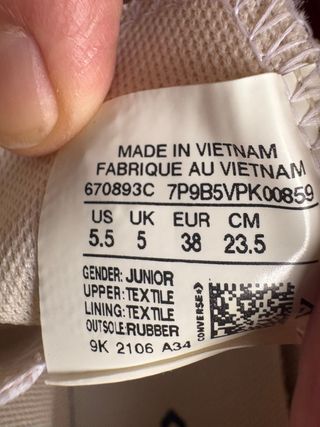 MADE IN VIETNAM
FABRIQUE AU VIETNAM
670893C 7P9B5VPK00859
US UK EUR CM
5.5 5 38 23.5
GENDER: JUNIOR
UPPER: TEXTILE
LINING: TEXTILE
OUTSOLE: RUBBER
9K 2106 A34
CONVERSE